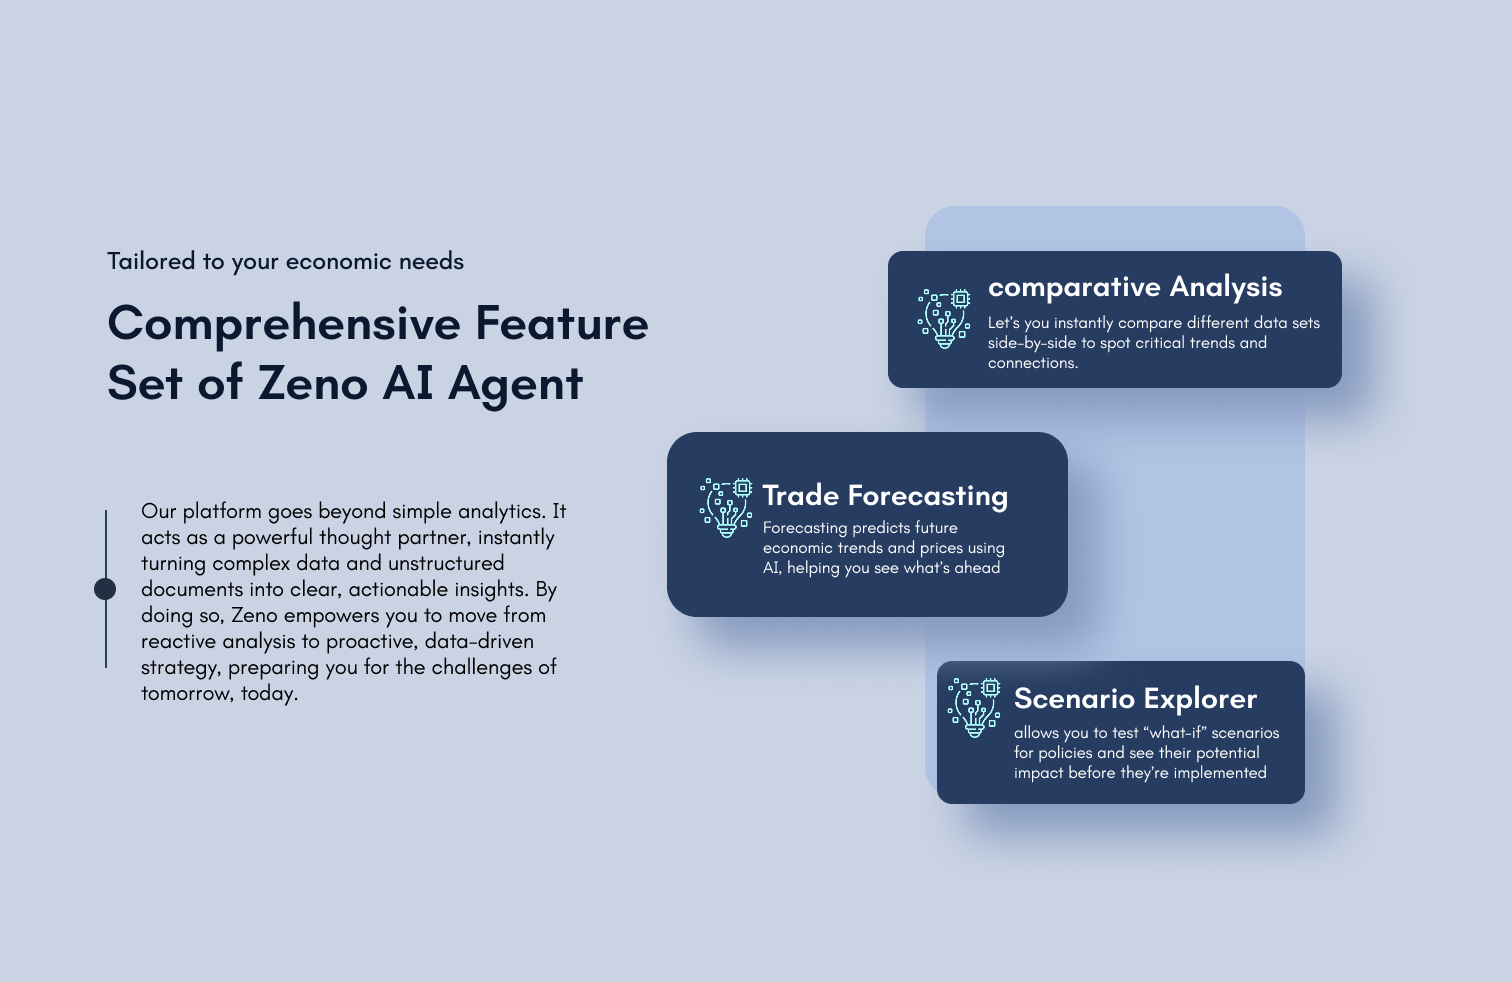 Tailored to your economic needs
Comprehensive Feature
Set of Zeno AI Agent
Our platform goes beyond simple analytics. It
acts as a powerful thought partner, instantly
turning complex data and unstructured
documents into clear, actionable insights. By
doing so, Zeno empowers you to move from
reactive analysis to proactive, data-driven
strategy, preparing you for the challenges of
tomorrow, today.
comparative Analysis
Let’s you instantly compare different data sets
side-by-side to spot critical trends and
connections.
Trade Forecasting
Forecasting predicts future
economic trends and prices using
AI, helping you see what’s ahead
Scenario Explorer
allows you to test “what-if” scenarios
for policies and see their potential
impact before they’re implemented